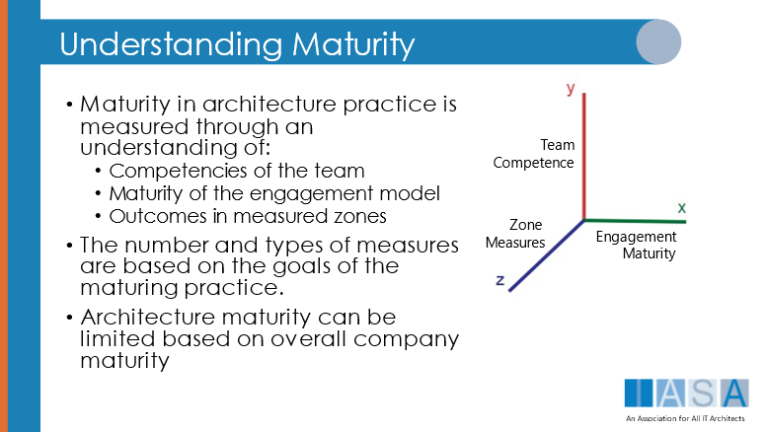 Understanding Maturity
• Maturity in architecture practice is
measured through an
understanding of:
• Competencies of the team
• Maturity of the engagement model
• Outcomes in measured zones
• The number and types of measures
are based on the goals of the
maturing practice.
• Architecture maturity can be
limited based on overall company
maturity
y
Team
Competence
x
Zone
Measures
Engagement
Maturity
z
IASA
An Association for All IT Architects